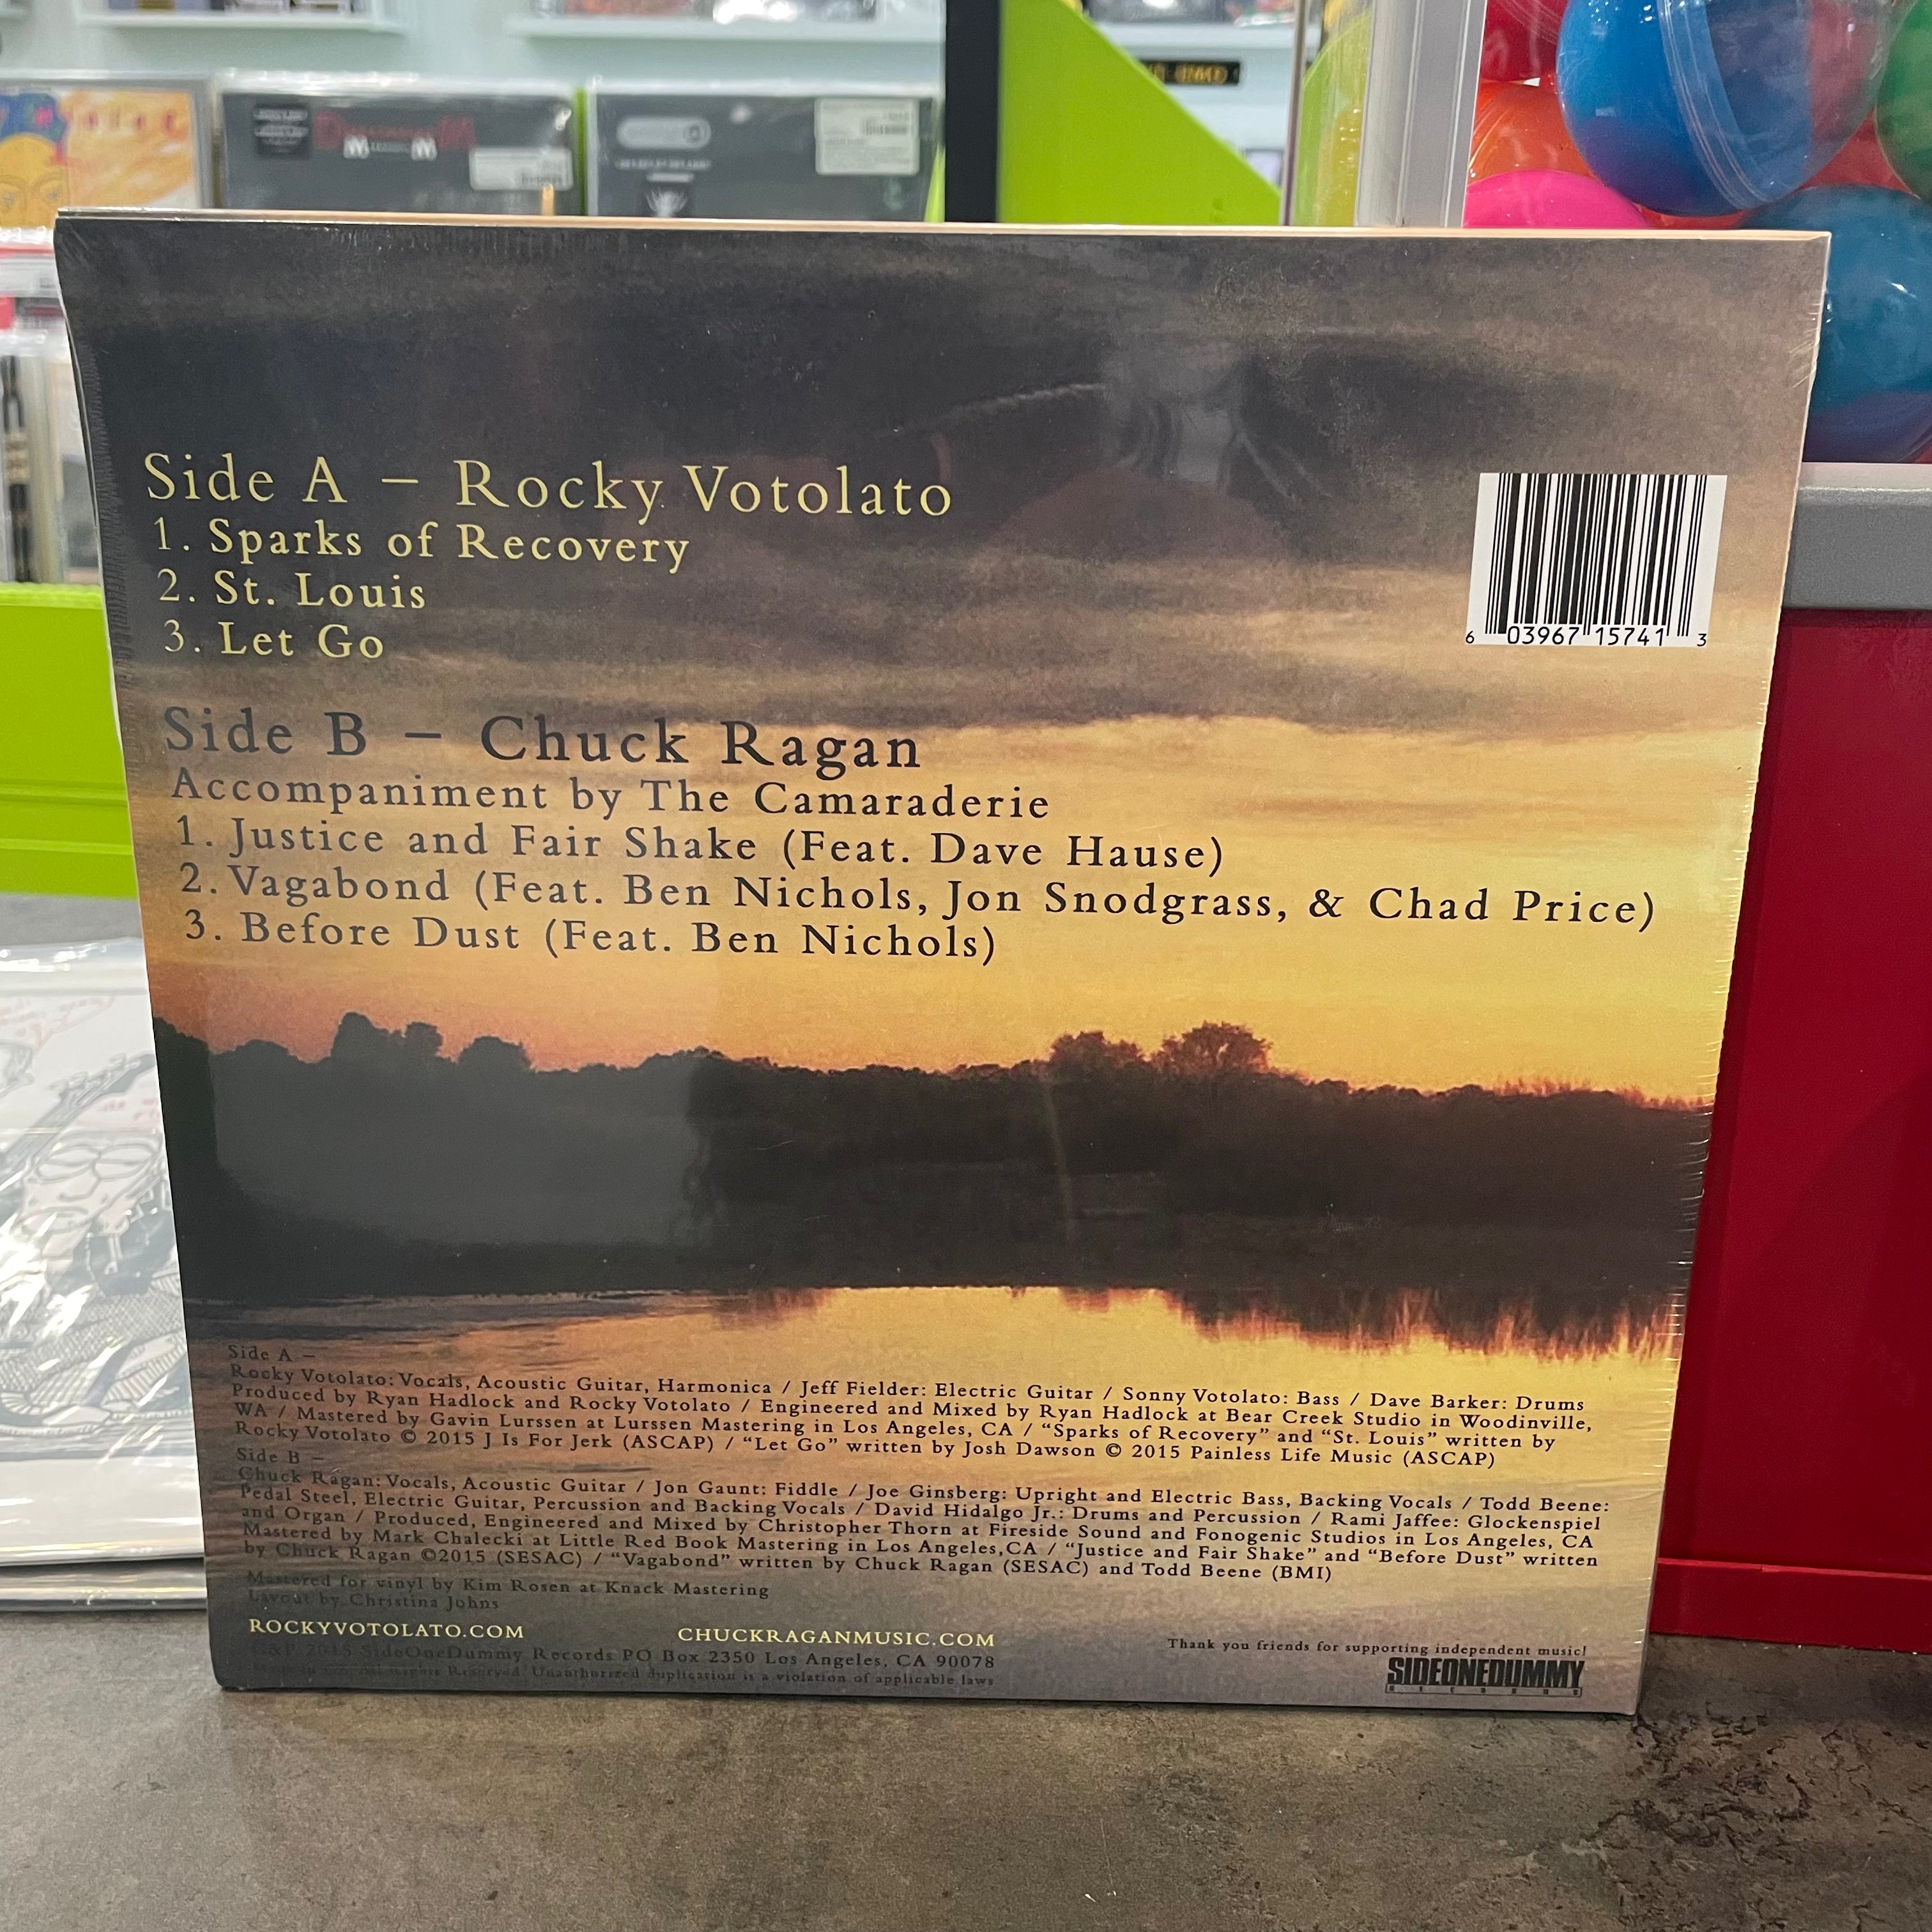 Side A – Rocky Votolato
1. Sparks of Recovery
2. St. Louis
3. Let Go
6 03967 15741 3
Side B – Chuck Ragan
Accompaniment by The Camaraderie
1. Justice and Fair Shake (Feat. Dave Hause)
2. Vagabond (Feat. Ben Nichols, Jon Snodgrass, & Chad Price)
3. Before Dust (Feat. Ben Nichols)
Side A –
Rocky Votolato: Vocals, Acoustic Guitar, Harmonica / Jeff Fielder: Electric Guitar / Sonny Votolato: Bass / Dave Barker: Drums
Produced by Ryan Hadlock and Rocky Votolato / Engineered and Mixed by Ryan Hadlock at Bear Creek Studio in Woodinville,
WA / Mastered by Gavin Lurssen at Lurssen Mastering in Los Angeles, CA / “Sparks of Recovery” and “St. Louis” written by
Rocky Votolato © 2015 J Is For Jerk (ASCAP) / “Let Go” written by Josh Dawson © 2015 Painless Life Music (ASCAP)
Side B –
Chuck Ragan: Vocals, Acoustic Guitar / Jon Gaunt: Fiddle / Joe Ginsberg: Upright and Electric Bass, Backing Vocals / Todd Beene:
Pedal Steel, Electric Guitar, Percussion and Backing Vocals / David Hidalgo Jr.: Drums and Percussion / Rami Jaffee: Glockenspiel
and Organ / Produced, Engineered and Mixed by Christopher Thorn at Fireside Sound and Fonogenic Studios in Los Angeles, CA
Mastered by Mark Chalecki at Little Red Book Mastering in Los Angeles,CA / “Justice and Fair Shake” and “Before Dust” written
by Chuck Ragan ©2015 (SESAC) / “Vagabond” written by Chuck Ragan (SESAC) and Todd Beene (BMI)
Mastered for vinyl by Kim Rosen at Knack Mastering
Layout by Christina Johns
ROCKYVOTOLATO.COM CHUCKRAGANMUSIC.COM
2015 SideOneDummy Records PO Box 2350 Los Angeles, CA 90078
Rights Reserved. Unauthorized duplication is a violation of applicable laws
Thank you friends for supporting independent music!
SIDEONEDUMMY
RECORDS